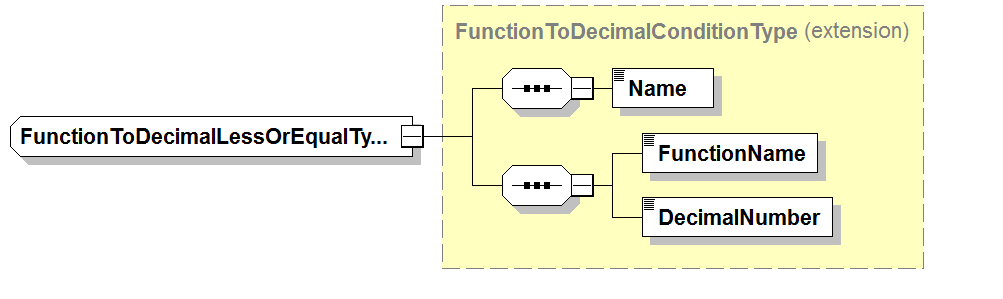 FunctionToDecimalConditionType (extension)
Name
FunctionToDecimalLessOrEqualTy...
FunctionName
DecimalNumber